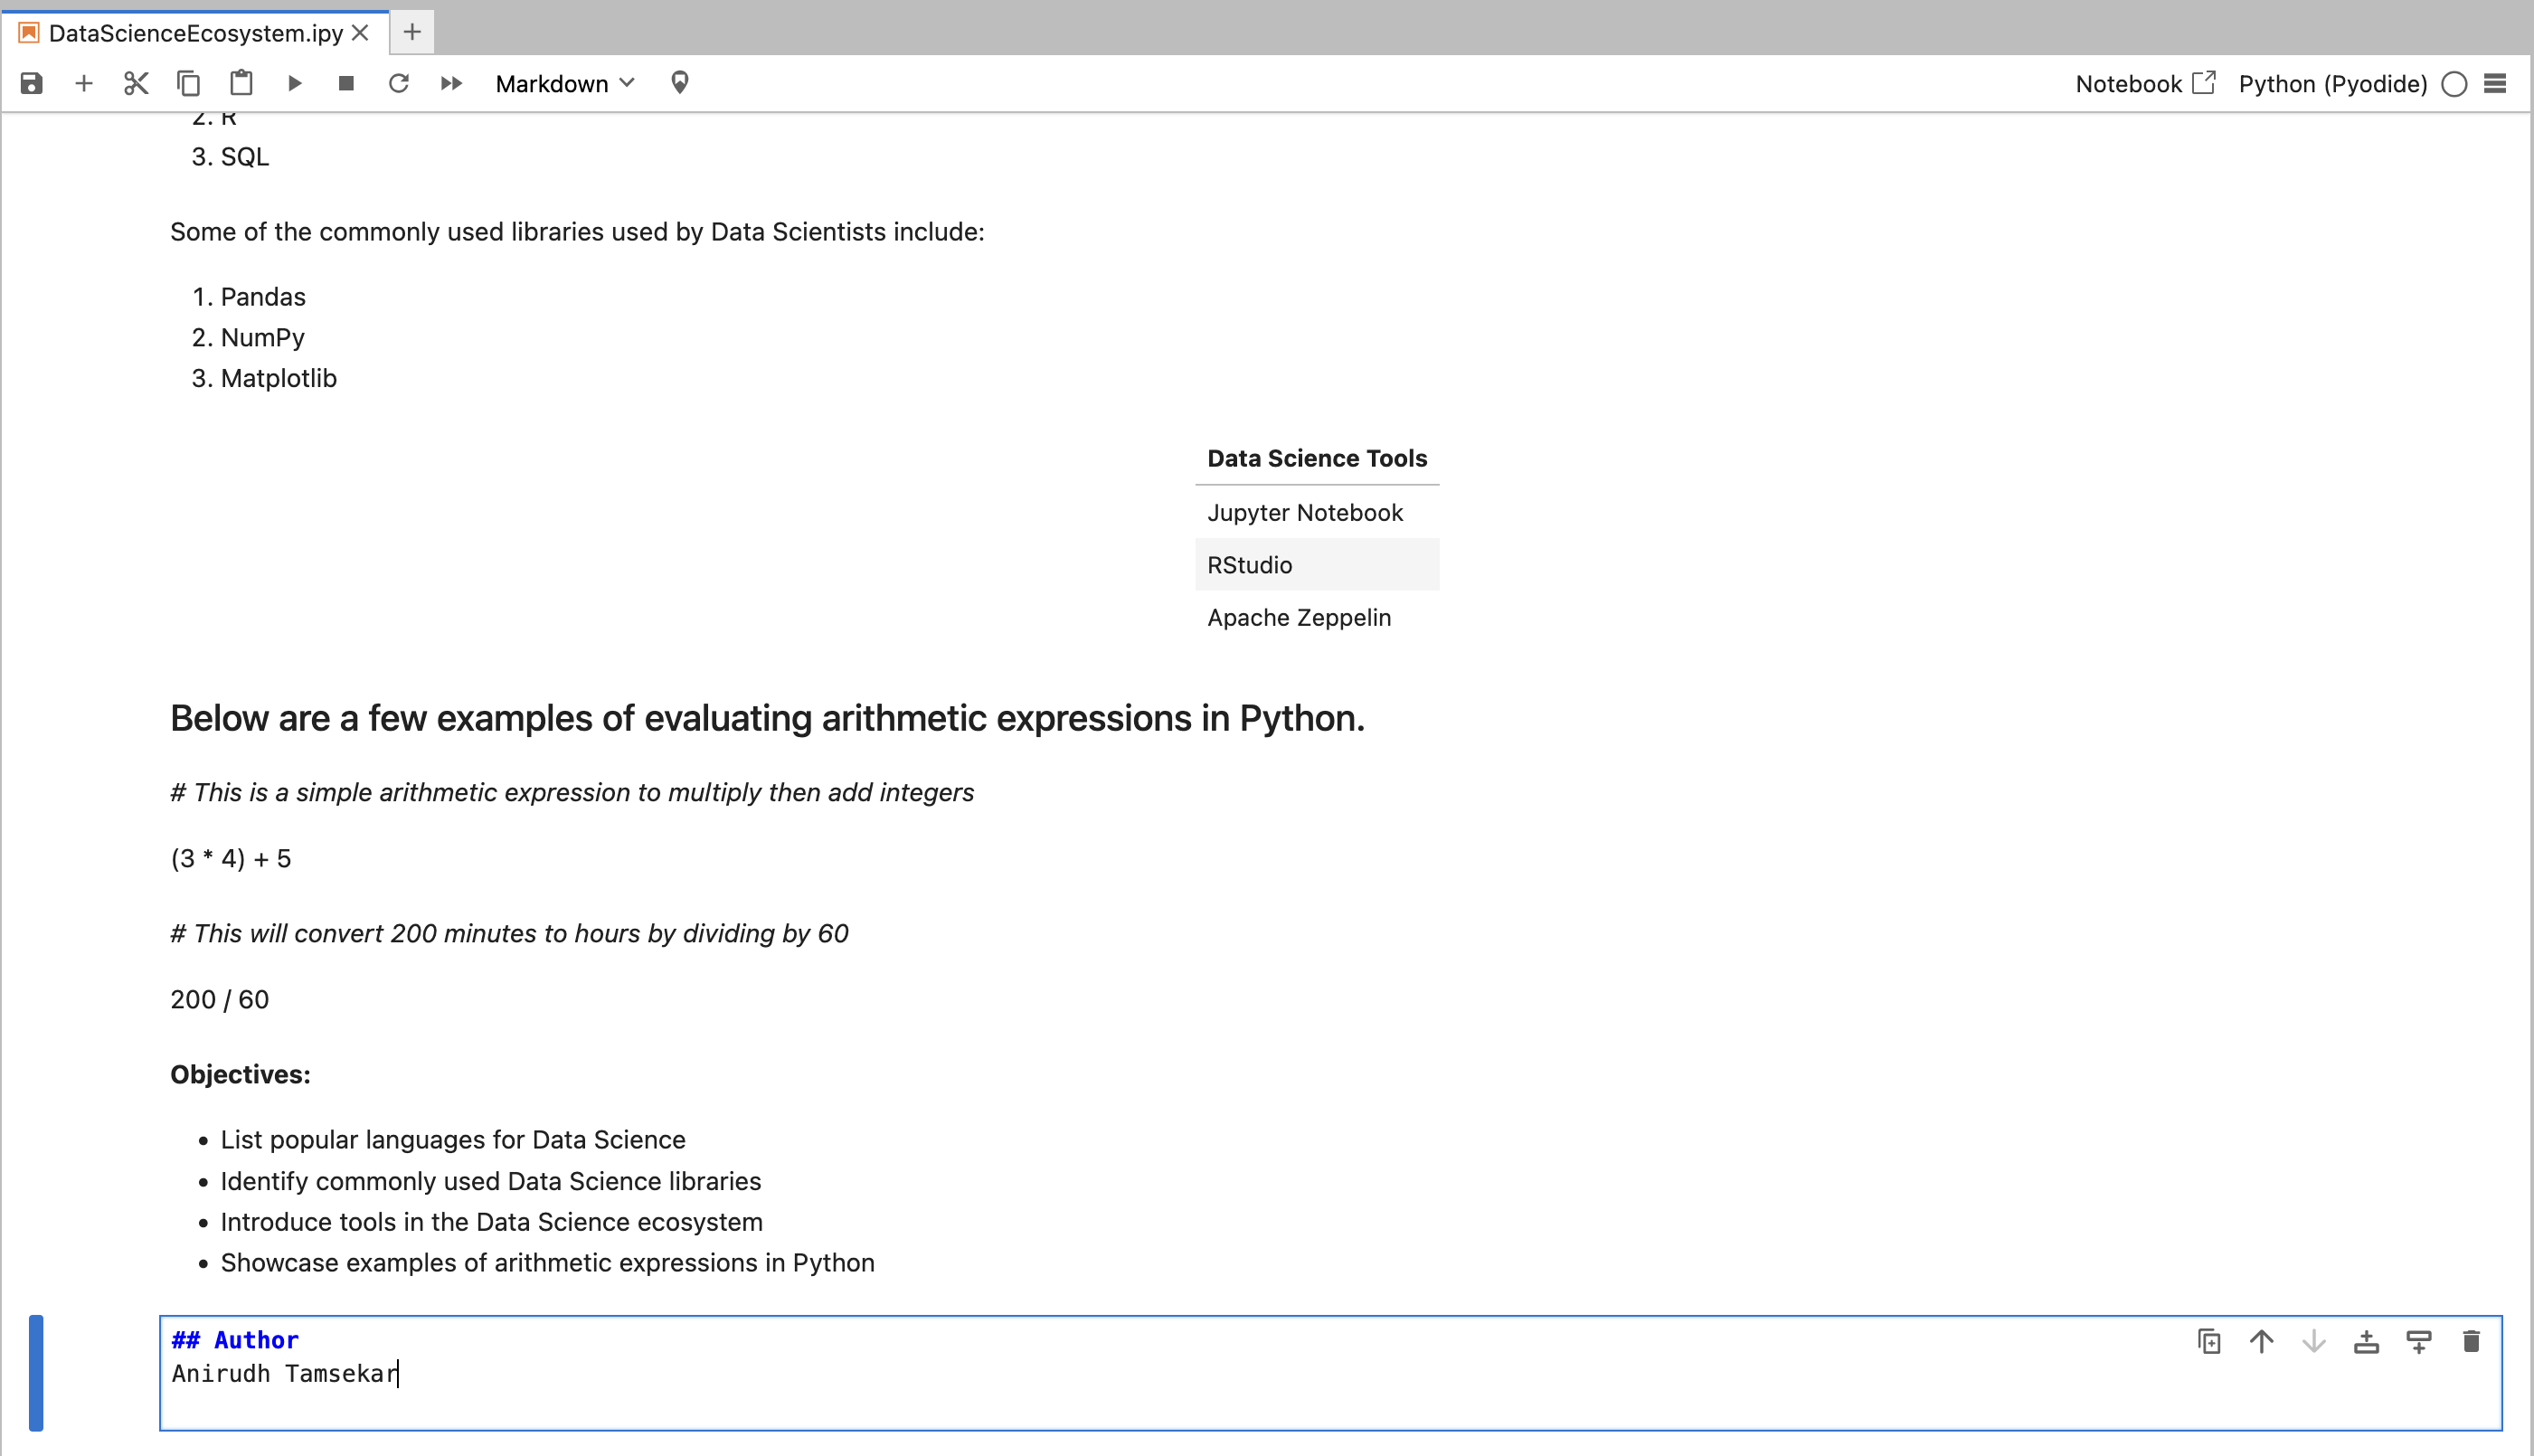 DataScienceEcosystem.ipy
Markdown
Notebook
Python (Pyodide)
2. R
3. SQL
Some of the commonly used libraries used by Data Scientists include:
1. Pandas
2. NumPy
3. Matplotlib
Data Science Tools
Jupyter Notebook
RStudio
Apache Zeppelin
Below are a few examples of evaluating arithmetic expressions in Python.
# This is a simple arithmetic expression to multiply then add integers
(3 * 4) + 5
# This will convert 200 minutes to hours by dividing by 60
200 / 60
Objectives:
• List popular languages for Data Science
• Identify commonly used Data Science libraries
• Introduce tools in the Data Science ecosystem
• Showcase examples of arithmetic expressions in Python
## Author
Anirudh Tamsekar